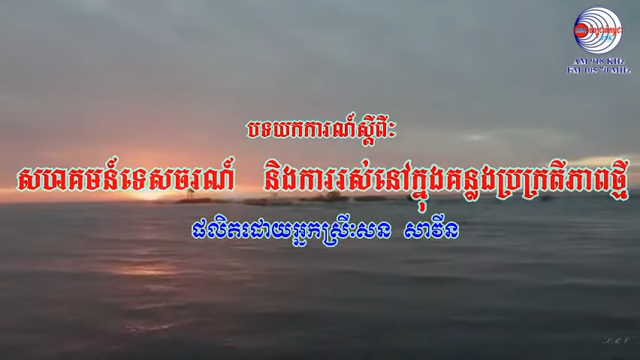 AM 918 KHz
FM 105.70 MHz
បទយកការណ៍ស្ដីពី៖
សហគមន៍ទេសចរណ៍ និងការរស់នៅក្នុងគន្លងប្រក្រតីភាពថ្មី
ផលិតដោយអ្នកស្រី៖សន សាវីន